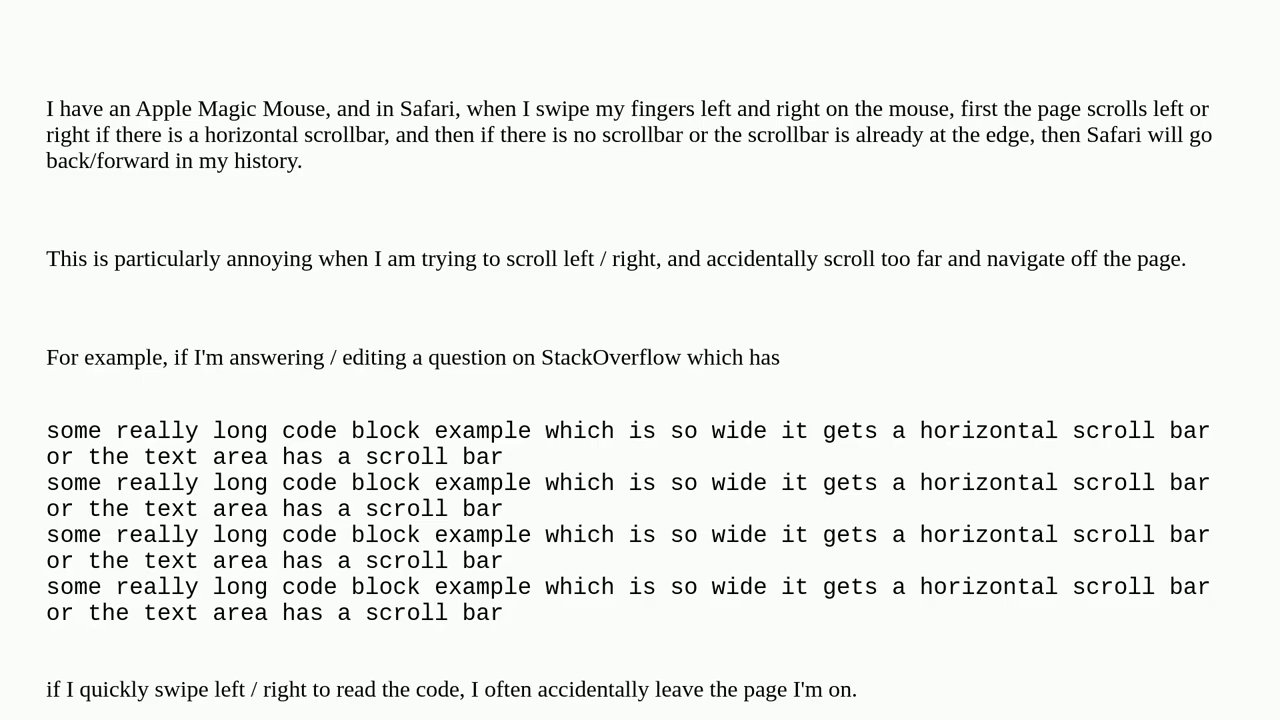 I have an Apple Magic Mouse, and in Safari, when I swipe my fingers left and right on the mouse, first the page scrolls left or
right if there is a horizontal scrollbar, and then if there is no scrollbar or the scrollbar is already at the edge, then Safari will go
back/forward in my history.
This is particularly annoying when I am trying to scroll left / right, and accidentally scroll too far and navigate off the page.
For example, if I'm answering / editing a question on StackOverflow which has
some really long code block example which is so wide it gets a horizontal scroll bar
or the text area has a scroll bar
some really long code block example which is so wide it gets a horizontal scroll bar
or the text area has a scroll bar
some really long code block example which is so wide it gets a horizontal scroll bar
or the text area has a scroll bar
some really long code block example which is so wide it gets a horizontal scroll bar
or the text area has a scroll bar
if I quickly swipe left / right to read the code, I often accidentally leave the page I'm on.